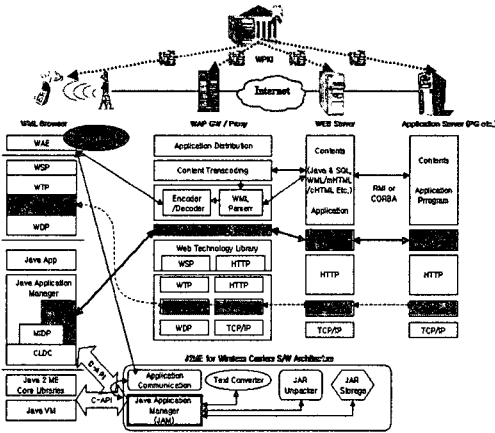 WPKI
Internet
WML Browser
WAP GW / Proxy
WEB Server
Application Server (PG etc.)
WAE
WSP
WTP
WDP
Java App
Java Application
Manager
MIDP
CLDC
Java 2 ME
Core Libraries
Java VM
Application Distribution
Content Transcoding
Encoder
/Decoder
WML
Parser
Web Technology Library
WSP
HTTP
WTP
HTTP
WDP
TCP/IP
Contents
(Java & SQL,
WML/mHTML
/cHTML Etc.)
Application
HTTP
TCP/IP
RMI or
CORBA
Contents
Application
Program
HTTP
TCP/IP
J2ME for Wireless Carriers S/W Architecture
C-API
C-API
Application
Communication
Java Application
Manager
(JAM)
Text Converter
JAR
Unpacker
JAR
Storage